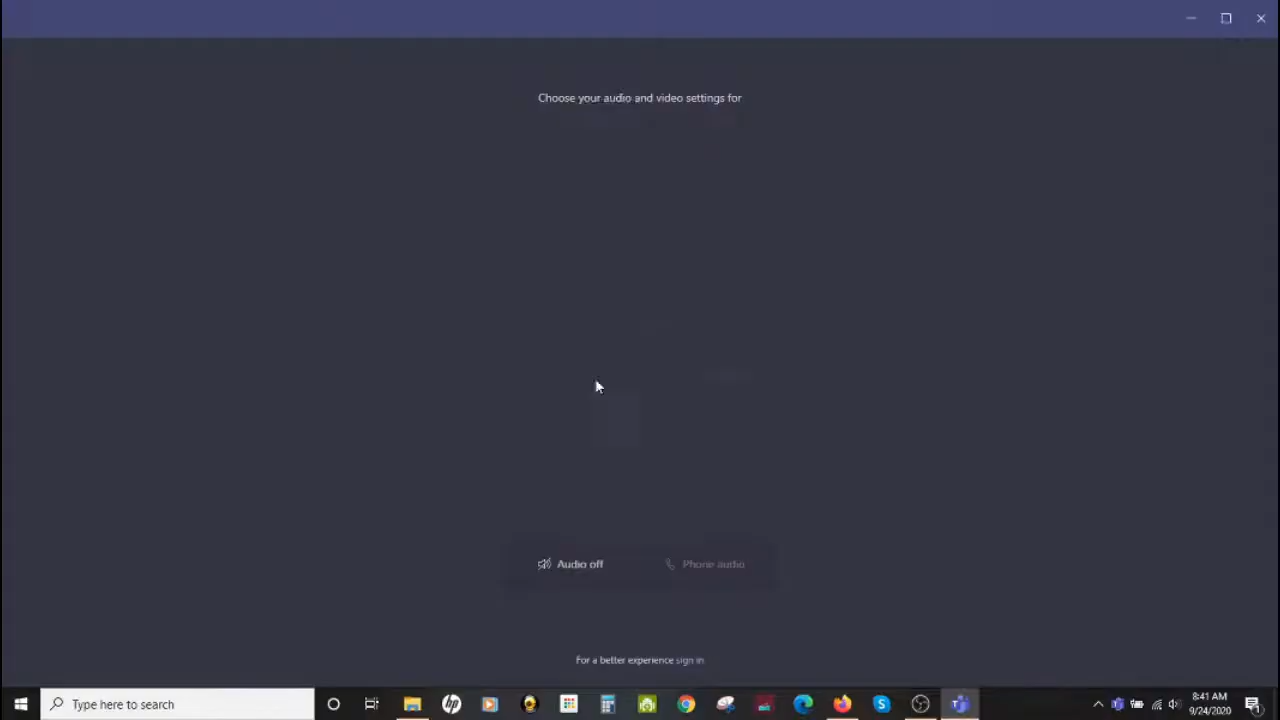 Choose your audio and video settings for
Audio off
Phone audio
For a better experience sign in
Type here to search
hp
8:41 AM
9/24/2020